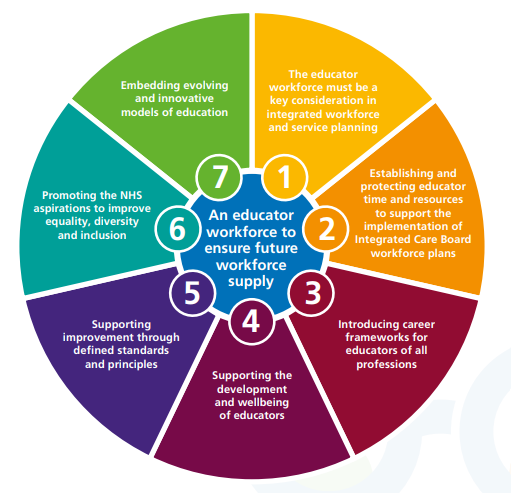 An educator
workforce to
ensure future
workforce
supply
1
The educator
workforce must be a
key consideration in
integrated workforce
and service planning
2
Establishing and
protecting educator
time and resources
to support the
implementation of
Integrated Care Board
workforce plans
3
Introducing career
frameworks for
educators of all
professions
4
Supporting the
development
and wellbeing
of educators
5
Supporting
improvement through
defined standards
and principles
6
Promoting the NHS
aspirations to improve
equality, diversity
and inclusion
7
Embedding evolving
and innovative
models of education